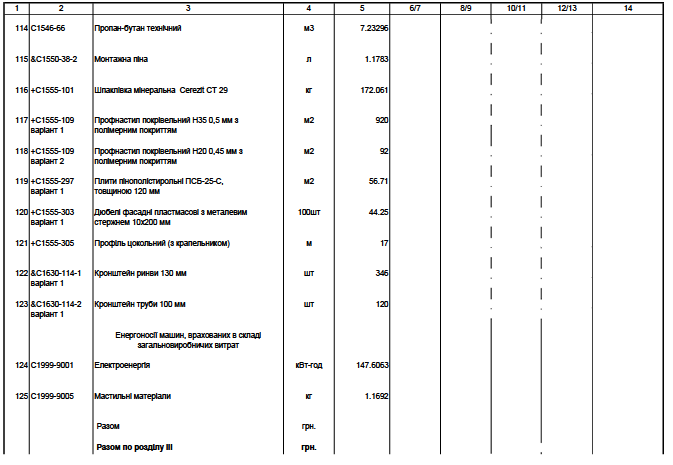 1 2 3 4 5 6/7 8/9 10/11 12/13 14
114 С1546-66 Пропан-бутан технічний м3 7.23296
115 &С1550-38-2 Монтажна піна л 1.1783
116 +С1555-101 Шпаклівка мінеральна Cerezit CT 29 кг 172.061
117 +С1555-109 Профнастил покрівельний Н35 0,5 мм з м2 920
варіант 1 полімерним покриттям
118 +С1555-109 Профнастил покрівельний Н20 0,45 мм з м2 92
варіант 2 полімерним покриттям
119 +С1555-297 Плити пінополістирольні ПСБ-25-С, м2 56.71
варіант 1 товщиною 120 мм
120 +С1555-303 Дюбелі фасадні пластмасові з металевим 100шт 44.25
варіант 1 стержнем 10х200 мм
121 +С1555-305 Профіль цокольний (з крапельником) м 17
122 &С1630-114-1 Кронштейн ринви 130 мм шт 346
варіант 1
123 &С1630-114-2 Кронштейн труби 100 мм шт 120
варіант 1
Енергоносії машин, врахованих в складі
загальновиробничих витрат
124 С1999-9001 Електроенергія кВт-год 147.6063
125 С1999-9005 Мастильні матеріали кг 1.1692
Разом грн.
Разом по розділу III грн.